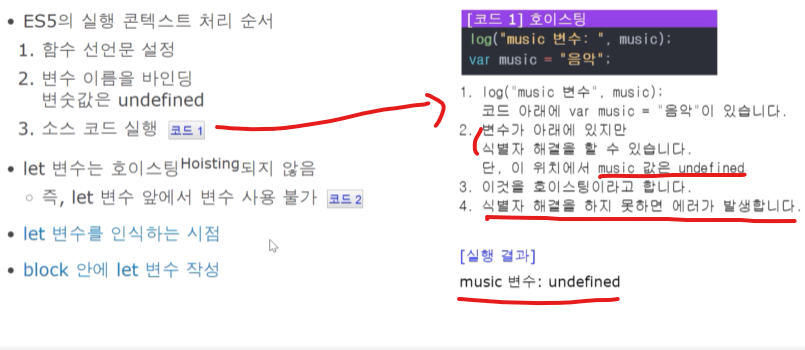 ES5의 실행 콘텍스트 처리 순서
1. 함수 선언문 설정
2. 변수 이름을 바인딩
변숫값은 undefined
3. 소스 코드 실행 코드 1
let 변수는 호이스팅Hoisting되지 않음
즉, let 변수 앞에서 변수 사용 불가 코드 2
let 변수를 인식하는 시점
block 안에 let 변수 작성
[코드 1] 호이스팅
log("music 변수: ", music);
var music = "음악";
1. log("music 변수", music);
코드 아래에 var music = "음악"이 있습니다.
2. 변수가 아래에 있지만
식별자 해결을 할 수 있습니다.
단, 이 위치에서 music 값은 undefined
3. 이것을 호이스팅이라고 합니다.
4. 식별자 해결을 하지 못하면 에러가 발생합니다.
[실행 결과]
music 변수: undefined